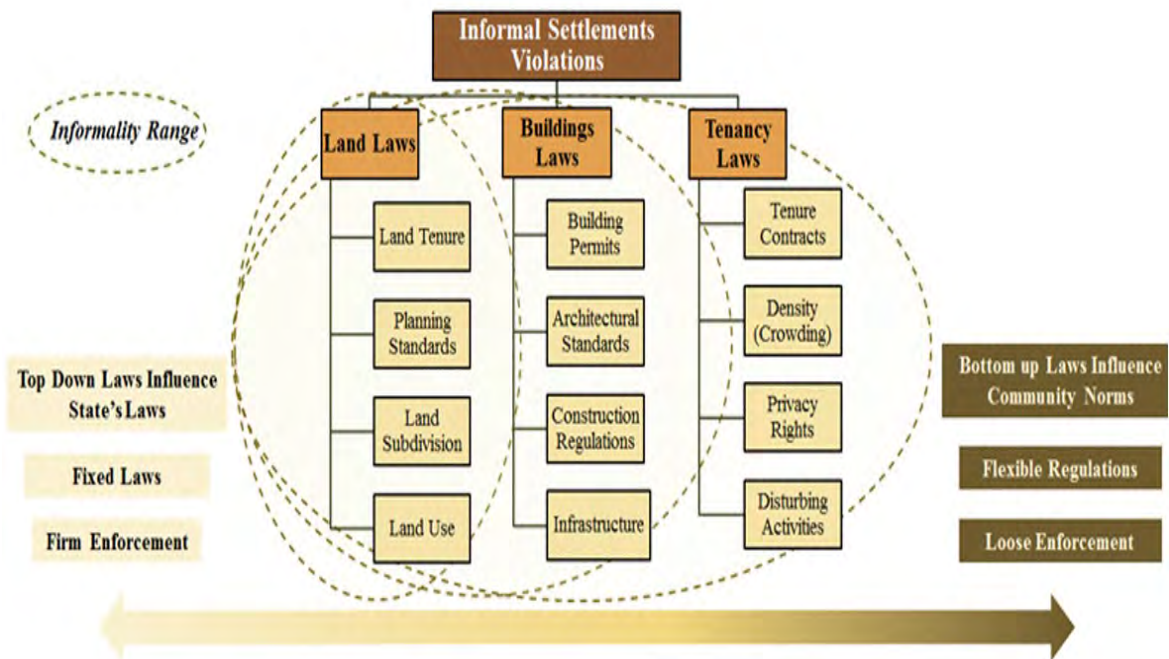 Informal Settlements
Violations
Informality Range
Land Laws
Buildings
Laws
Tenancy
Laws
Land Tenure
Planning
Standards
Land
Subdivision
Land Use
Building
Permits
Architectural
Standards
Construction
Regulations
Infrastructure
Tenure
Contracts
Density
(Crowding)
Privacy
Rights
Disturbing
Activities
Top Down Laws Influence
State's Laws
Fixed Laws
Firm Enforcement
Bottom up Laws Influence
Community Norms
Flexible Regulations
Loose Enforcement